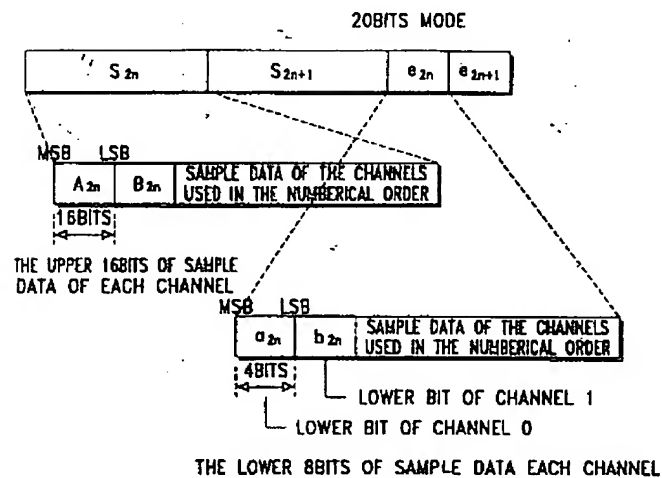 20BITS MODE
S2n S2n+1 e2n e2n+1
MSB LSB
A2n B2n SAMPLE DATA OF THE CHANNELS
USED IN THE NUMBERICAL ORDER
16BITS
THE UPPER 16BITS OF SAMPLE
DATA OF EACH CHANNEL
MSB LSB
a2n b2n SAMPLE DATA OF THE CHANNELS
USED IN THE NUMBERICAL ORDER
4BITS
LOWER BIT OF CHANNEL 1
LOWER BIT OF CHANNEL 0
THE LOWER 8BITS OF SAMPLE DATA EACH CHANNEL